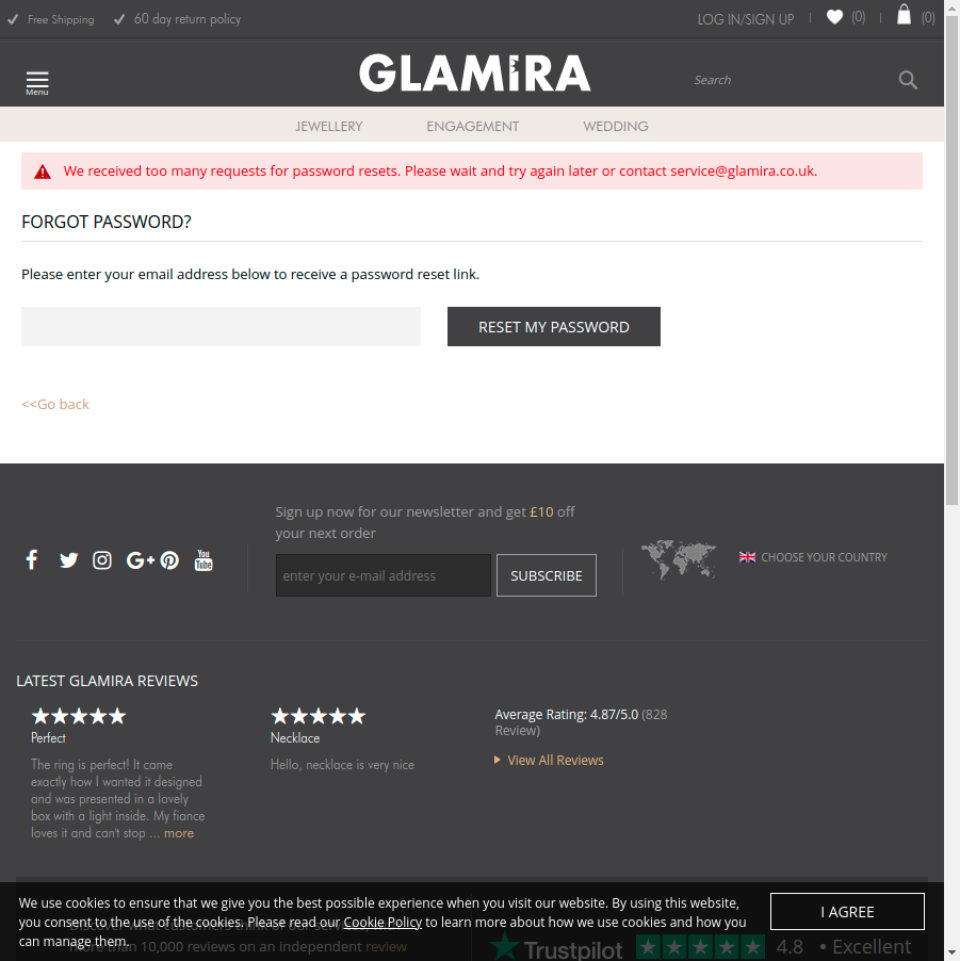 Free Shipping
60 day return policy
LOG IN/SIGN UP
(0)
(0)
Menu
GLAMIRA
Search
JEWELLERY
ENGAGEMENT
WEDDING
We received too many requests for password resets. Please wait and try again later or contact service@glamira.co.uk.
FORGOT PASSWORD?
Please enter your email address below to receive a password reset link.
RESET MY PASSWORD
<<Go back
Sign up now for our newsletter and get £10 off
your next order
enter your e-mail address
SUBSCRIBE
You
Tube
CHOOSE YOUR COUNTRY
LATEST GLAMIRA REVIEWS
Perfect
The ring is perfect! It came
exactly how I wanted it designed
and was presented in a lovely
box with a light inside. My fiance
loves it and can't stop ... more
Necklace
Hello, necklace is very nice
Average Rating: 4.87/5.0 (828
Review)
View All Reviews
We use cookies to ensure that we give you the best possible experience when you visit our website. By using this website,
you consent to the use of the cookies. Please read our Cookie Policy to learn more about how we use cookies and how you
can manage them.
I AGREE
more than 10,000 reviews on an independent review
Trustpilot
4.8 • Excellent